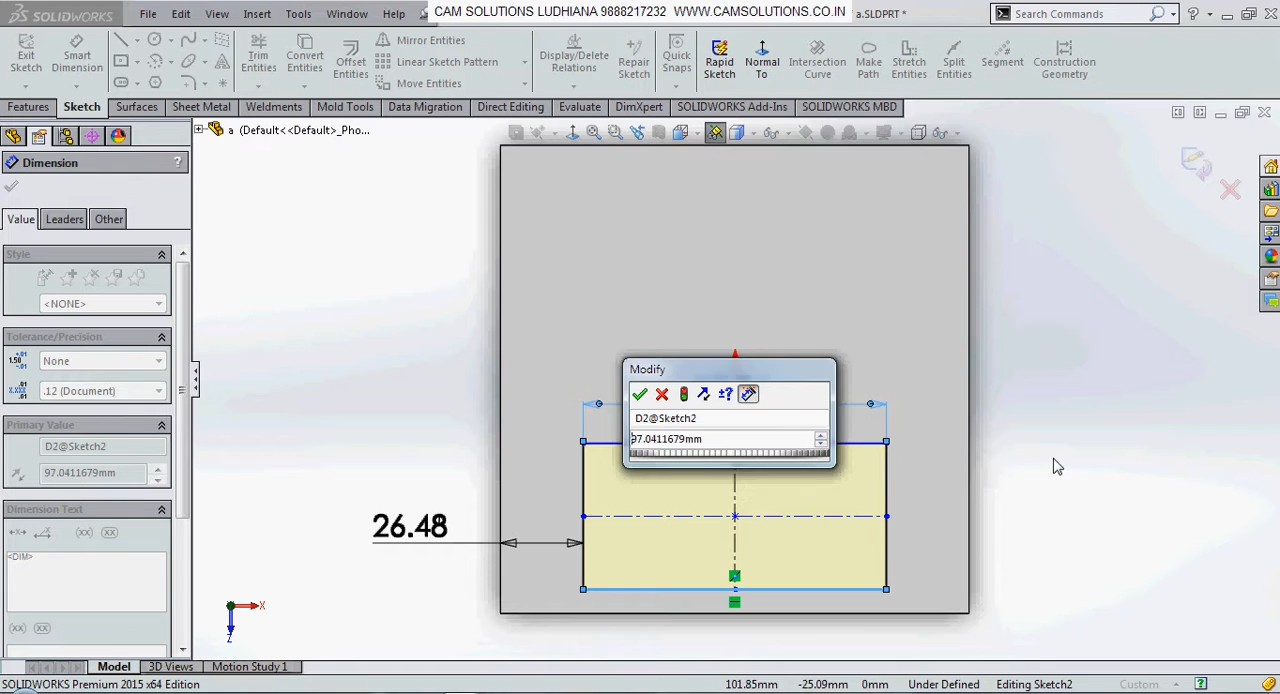 SOLIDWORKS
File
Edit
View
Insert
Tools
Window
Help
CAM SOLUTIONS LUDHIANA 9888217232 WWW.CAMSOLUTIONS.CO.IN
a.SLDPRT *
Search Commands
Exit Sketch
Smart Dimension
Trim Entities
Convert Entities
Offset Entities
Mirror Entities
Linear Sketch Pattern
Move Entities
Display/Delete Relations
Repair Sketch
Quick Snaps
Rapid Sketch
Normal To
Intersection Curve
Make Path
Stretch Entities
Split Entities
Segment
Construction Geometry
Features
Sketch
Surfaces
Sheet Metal
Weldments
Mold Tools
Data Migration
Direct Editing
Evaluate
DimXpert
SOLIDWORKS Add-Ins
SOLIDWORKS MBD
a (Default<<Default>_Pho...
Dimension
?
Value
Leaders
Other
Style
<NONE>
Tolerance/Precision
None
.12 (Document)
Primary Value
D2@Sketch2
97.0411679mm
Dimension Text
(xx) (xx)
<DIM>
(xx) (xx)
Modify
±?
D2@Sketch2
97.0411679mm
26.48
X
Z
Model
3D Views
Motion Study 1
SOLIDWORKS Premium 2015 x64 Edition
101.85mm
-25.09mm
0mm
Under Defined
Editing Sketch2
Custom